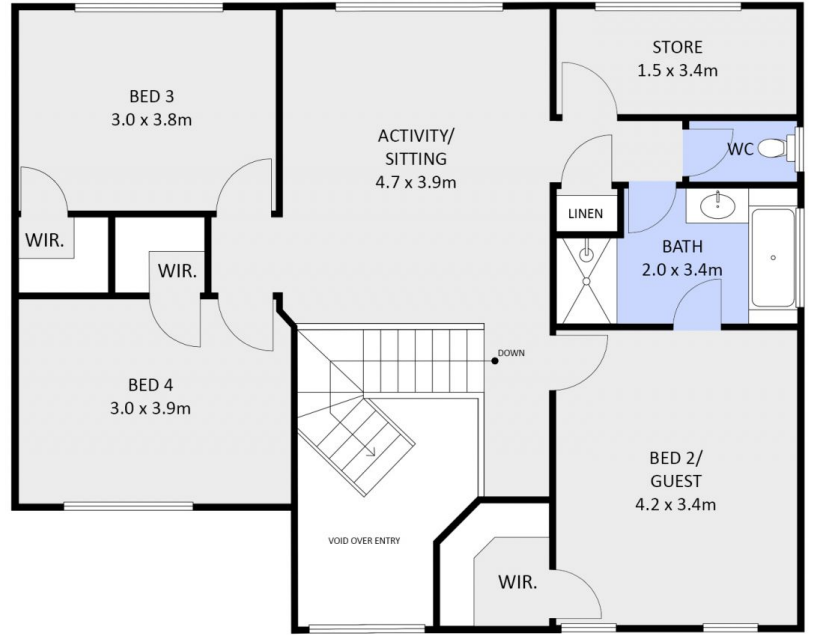 BED 3
3.0 x 3.8m
ACTIVITY/
SITTING
4.7 x 3.9m
STORE
1.5 x 3.4m
WC
LINEN
WIR.
WIR.
BATH
2.0 x 3.4m
DOWN
BED 4
3.0 x 3.9m
BED 2/
GUEST
4.2 x 3.4m
VOID OVER ENTRY
WIR.